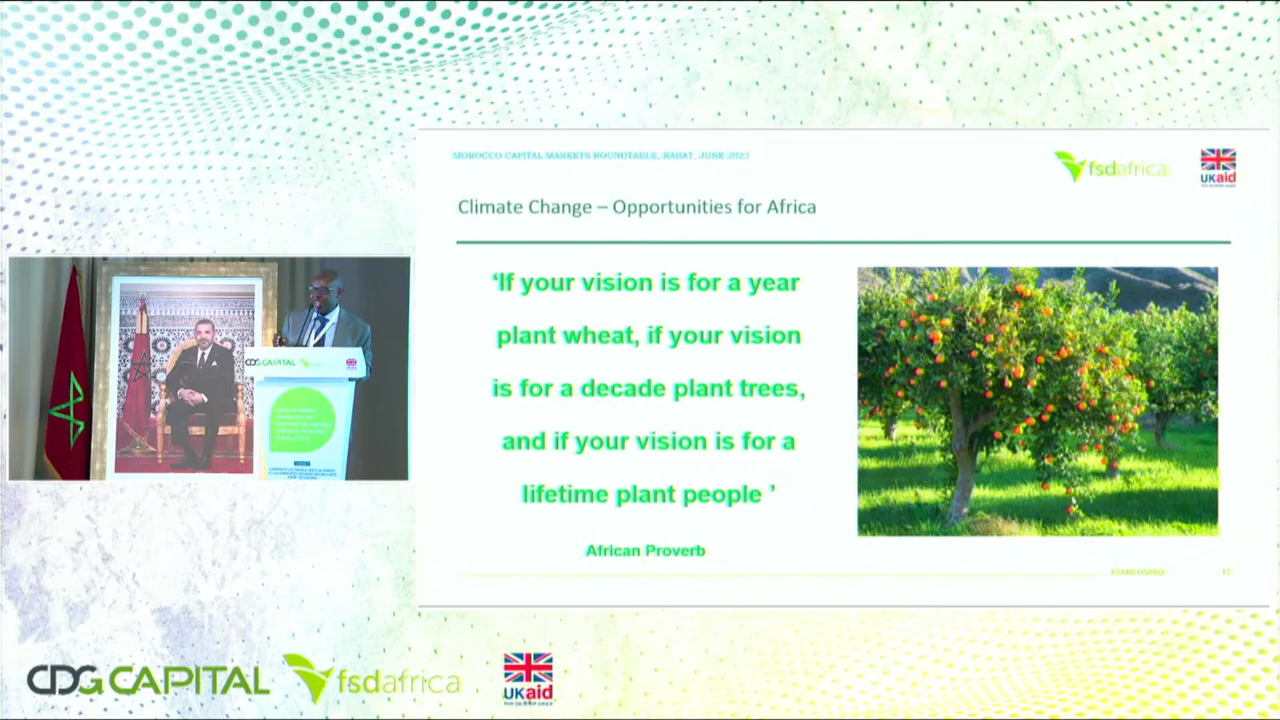 MOROCCO CAPITAL MARKETS ROUNDTABLE, RABAT, JUNE 2023
fsdafrica
UKaid
Climate Change – Opportunities for Africa
‘If your vision is for a year
plant wheat, if your vision
is for a decade plant trees,
and if your vision is for a
lifetime plant people ’
African Proverb
CDG CAPITAL
CDG CAPITAL
fsdafrica
UKaid